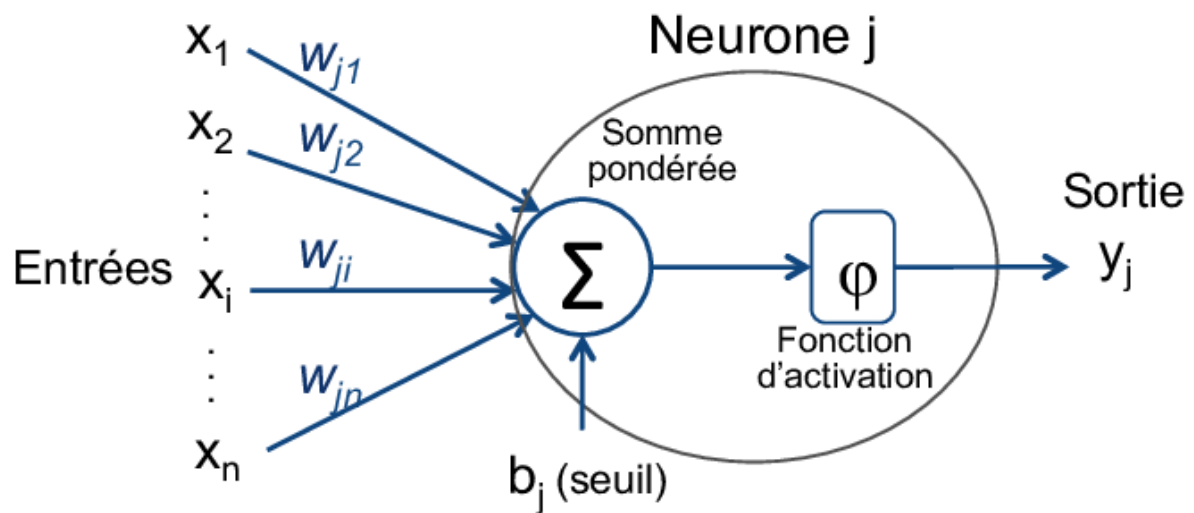 Neurone j
x1
wj1
x2
wj2
Somme
pondérée
Sortie
Entrées
xi
wji
Σ
φ
yj
Fonction
d'activation
wjn
xn
bj (seuil)